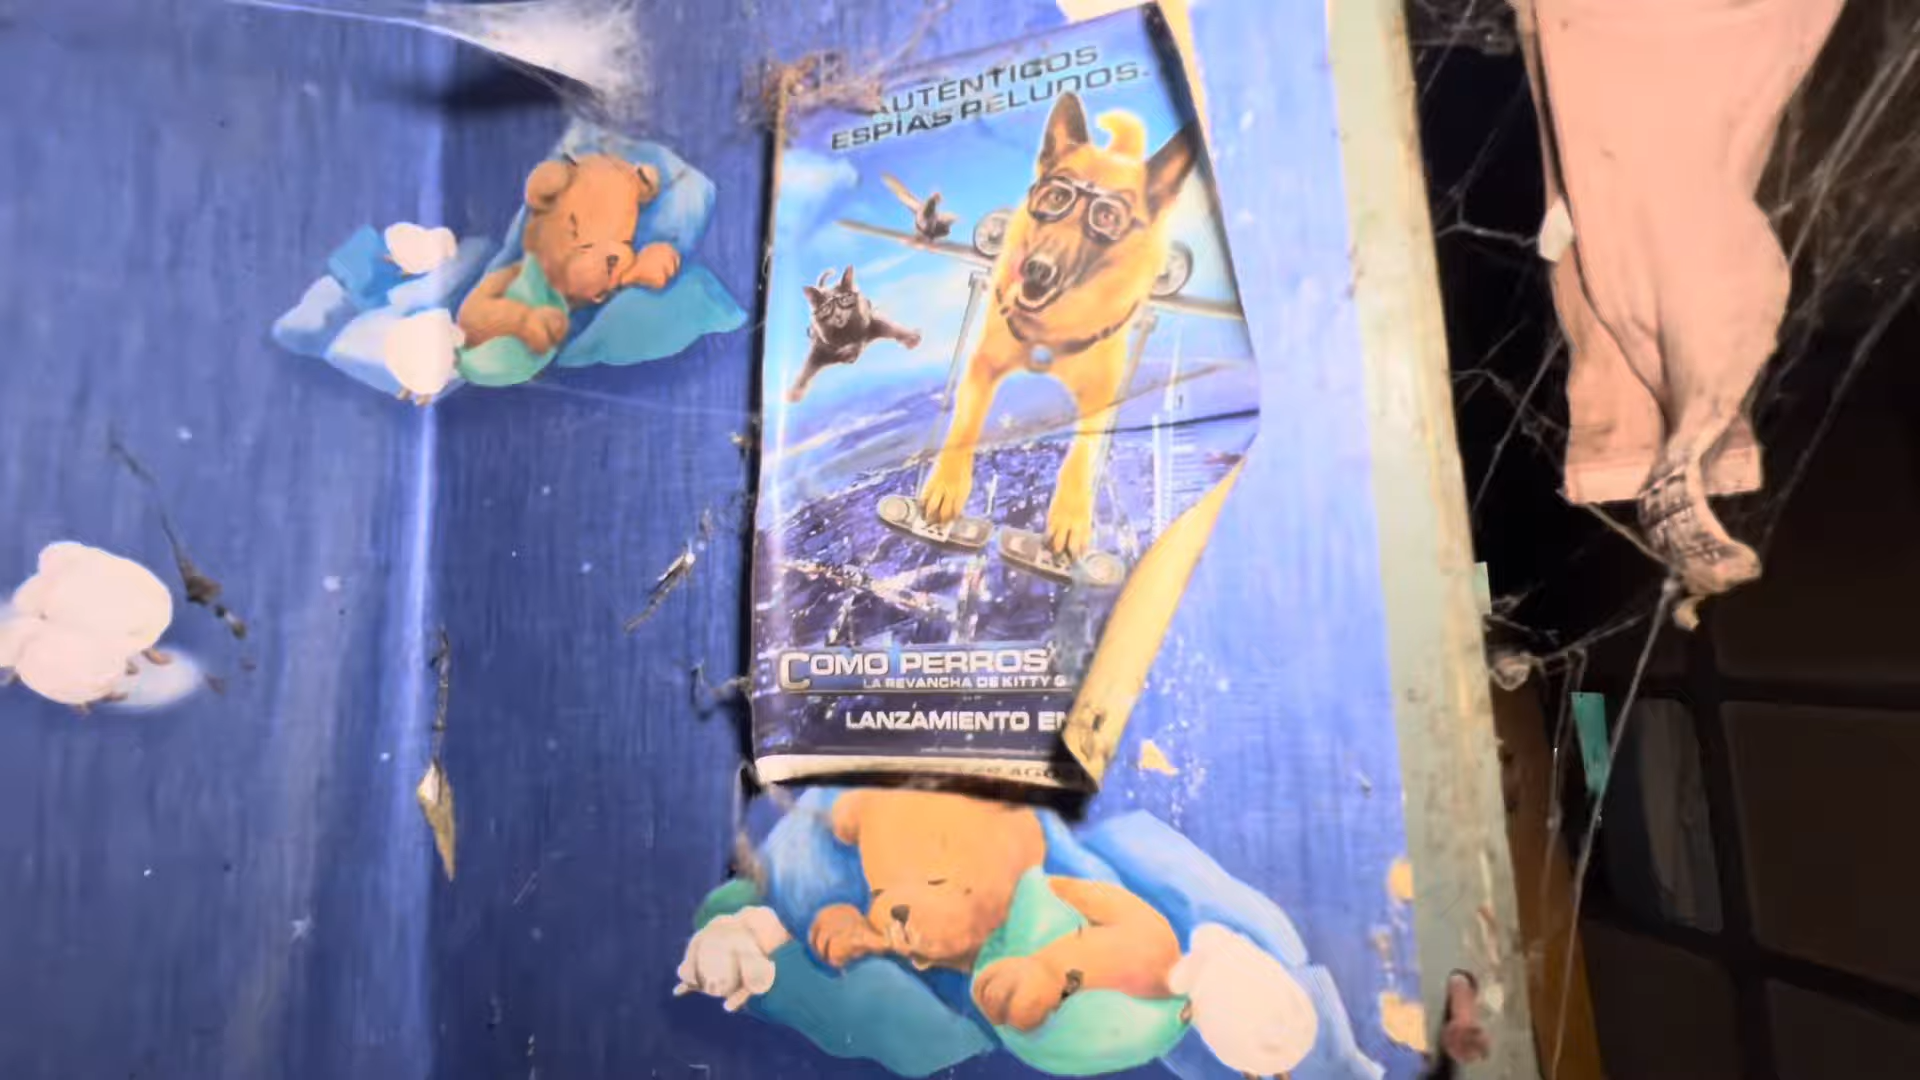 AUTÉNTICOS
ESPÍAS PELUDOS.
COMO PERROS
LA REVANCHA DE KITTY G
LANZAMIENTO EN